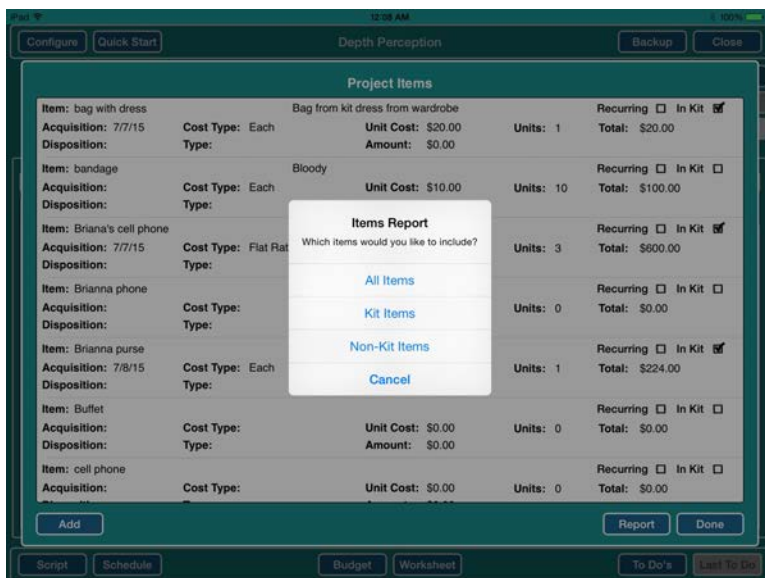 iPad 12:08 AM 100%
Configure Quick Start Depth Perception Backup Close
Project Items
Item: bag with dress Bag from kit dress from wardrobe Recurring In Kit
Acquisition: 7/7/15 Cost Type: Each Unit Cost: $20.00 Units: 1 Total: $20.00
Disposition: Type: Amount: $0.00
Item: bandage Bloody Recurring In Kit
Acquisition: Cost Type: Each Unit Cost: $10.00 Units: 10 Total: $100.00
Disposition: Type:
Item: Briana's cell phone Recurring In Kit
Acquisition: 7/7/15 Cost Type: Flat Rat Units: 3 Total: $600.00
Disposition: Type:
Item: Brianna phone Recurring In Kit
Acquisition: Cost Type: Units: 0 Total: $0.00
Disposition: Type:
Item: Brianna purse Recurring In Kit
Acquisition: 7/8/15 Cost Type: Each Units: 1 Total: $224.00
Disposition: Type:
Item: Buffet Recurring In Kit
Acquisition: Cost Type: Unit Cost: $0.00 Units: 0 Total: $0.00
Disposition: Type: Amount: $0.00
Item: cell phone Recurring In Kit
Acquisition: Cost Type: Unit Cost: $0.00 Units: 0 Total: $0.00
Items Report
Which items would you like to include?
All Items
Kit Items
Non-Kit Items
Cancel
Add Report Done
Script Schedule Budget Worksheet To Do's Last To Do